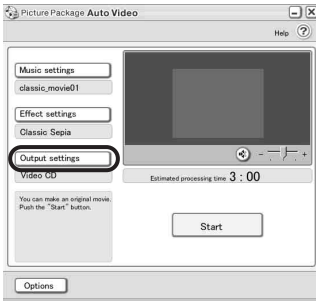 Picture Package Auto Video
Help ?
Music settings
classic_movie01
Effect settings
Classic Sepia
Output settings
Video CD
Estimated processing time 3 : 00
You can make an original movie.
Push the "Start" button.
Start
Options